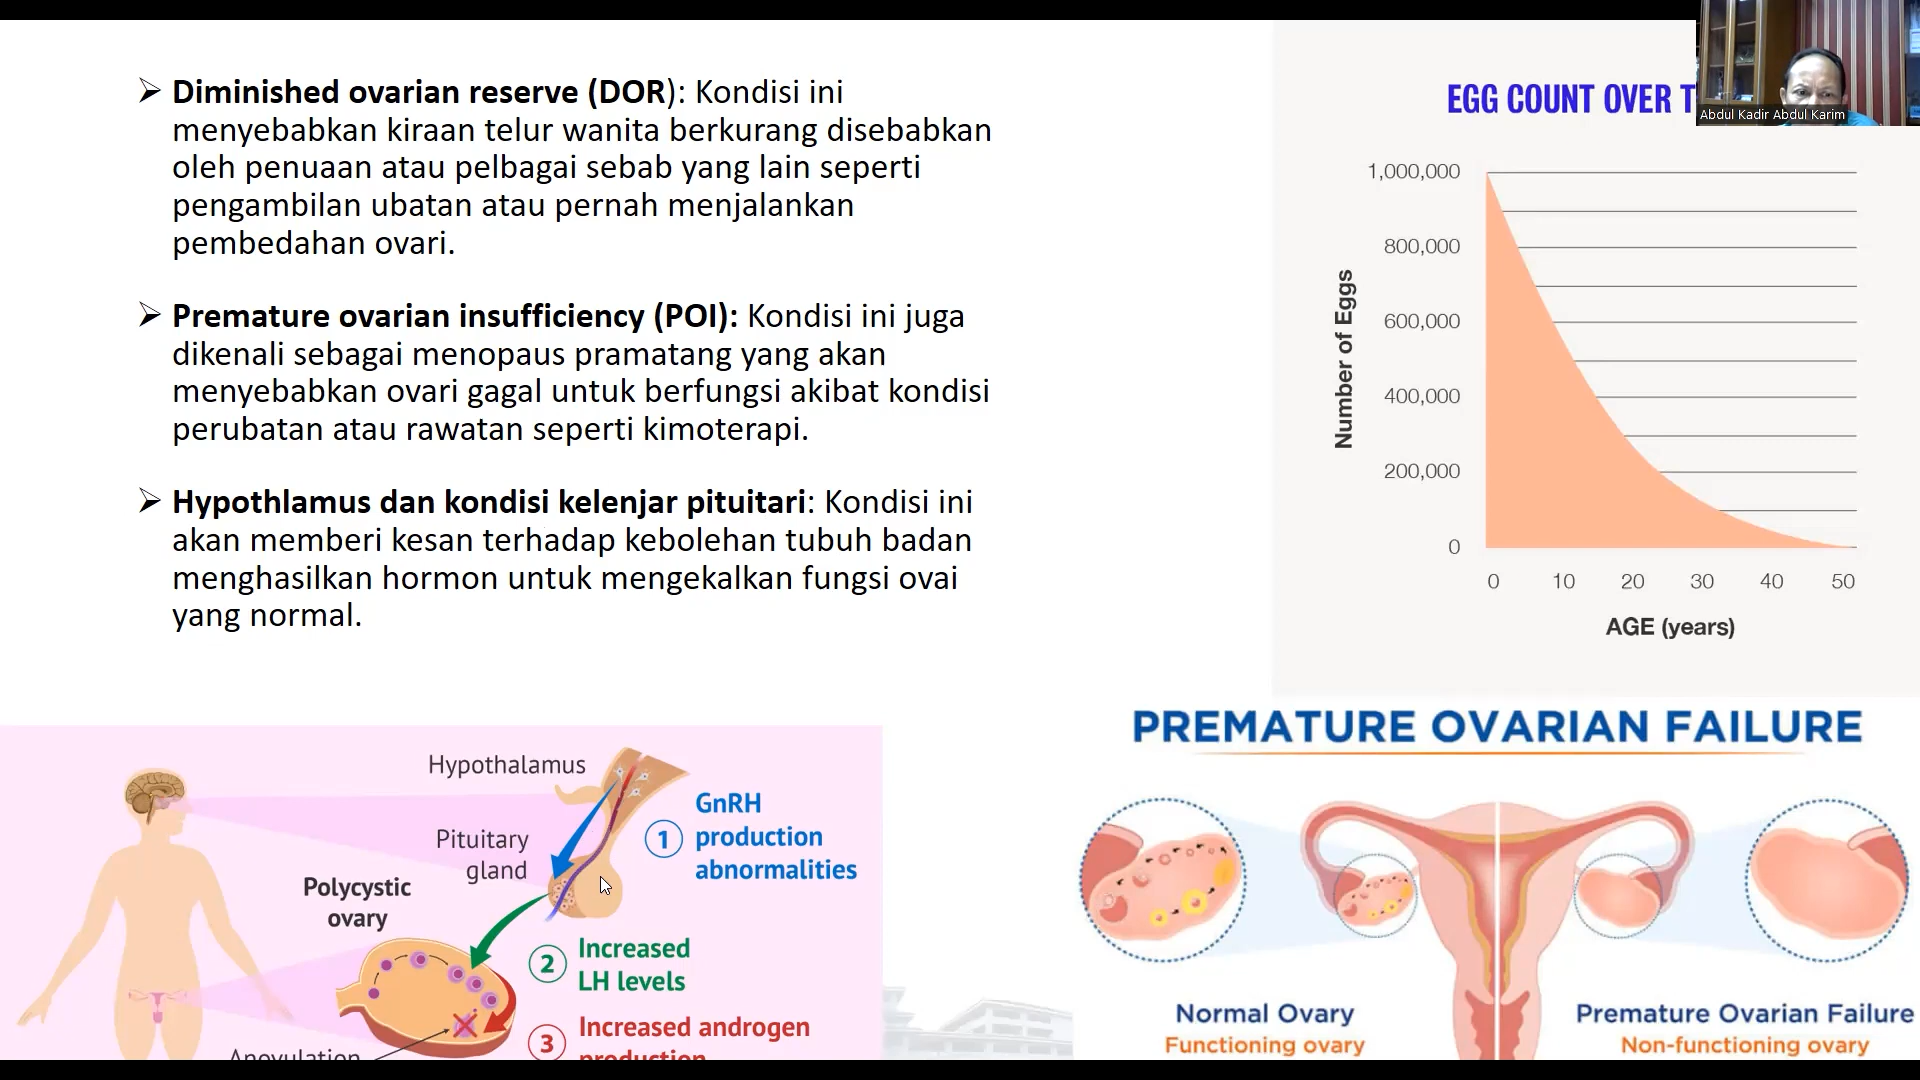 ➢ Diminished ovarian reserve (DOR): Kondisi ini
menyebabkan kiraan telur wanita berkurang disebabkan
oleh penuaan atau pelbagai sebab yang lain seperti
pengambilan ubatan atau pernah menjalankan
pembedahan ovari.
➢ Premature ovarian insufficiency (POI): Kondisi ini juga
dikenali sebagai menopaus pramatang yang akan
menyebabkan ovari gagal untuk berfungsi akibat kondisi
perubatan atau rawatan seperti kimoterapi.
➢ Hypothlamus dan kondisi kelenjar pituitari: Kondisi ini
akan memberi kesan terhadap kebolehan tubuh badan
menghasilkan hormon untuk mengekalkan fungsi ovai
yang normal.
EGG COUNT OVER T
Abdul Kadir Abdul Karim
Number of Eggs
1,000,000
800,000
600,000
400,000
200,000
0
0 10 20 30 40 50
AGE (years)
Hypothalamus
Pituitary
gland
Polycystic
ovary
1
GnRH
production
abnormalities
2
Increased
LH levels
3
Increased androgen
production
Anovulation
PREMATURE OVARIAN FAILURE
Normal Ovary
Functioning ovary
Premature Ovarian Failure
Non-functioning ovary